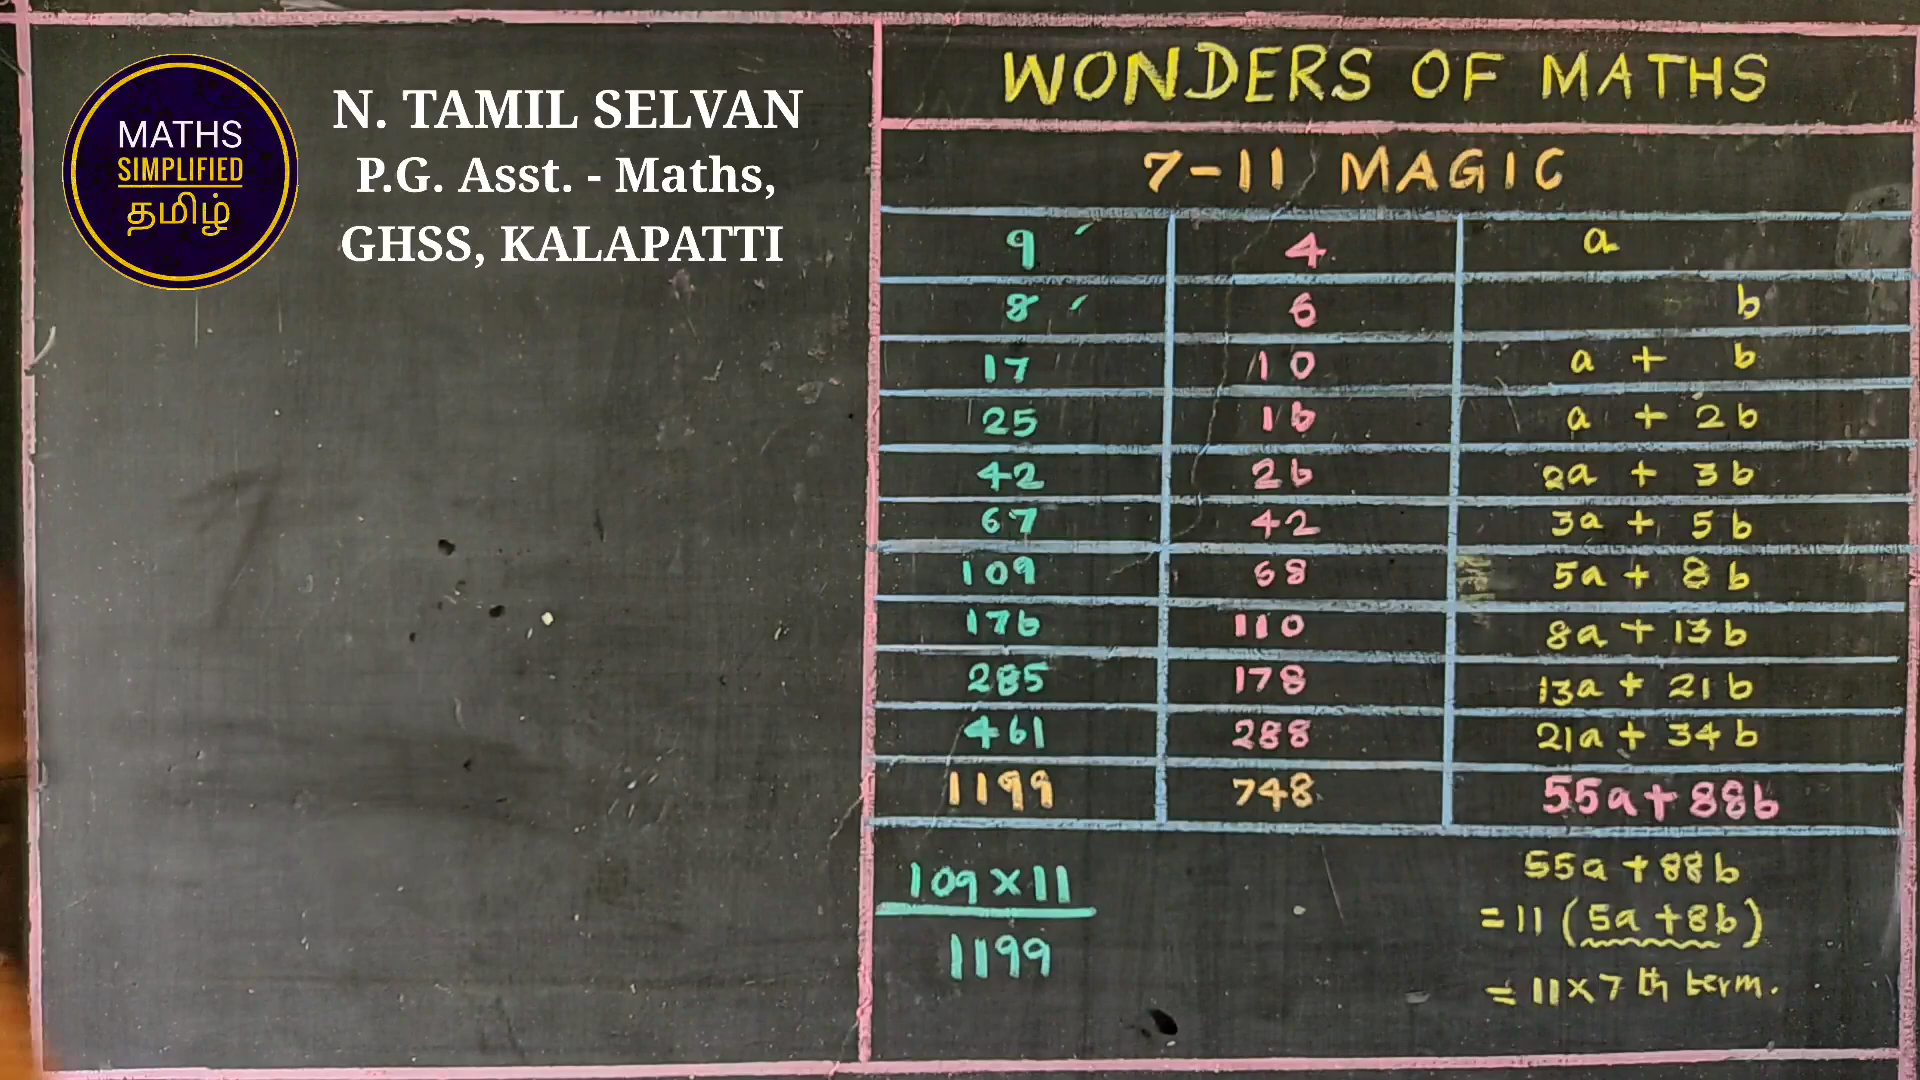 MATHS
SIMPLIFIED
தமிழ்
N. TAMIL SELVAN
P.G. Asst. - Maths,
GHSS, KALAPATTI
WONDERS OF MATHS
7-11 MAGIC
9 4 a
8 6 b
17 10 a + b
25 16 a + 2b
42 26 2a + 3b
67 42 3a + 5b
109 68 5a + 8b
176 110 8a + 13b
285 178 13a + 21b
461 288 21a + 34b
1199 748 55a + 88b
109 × 11
1199
55a + 88b
= 11 (5a + 8b)
= 11 × 7th term.